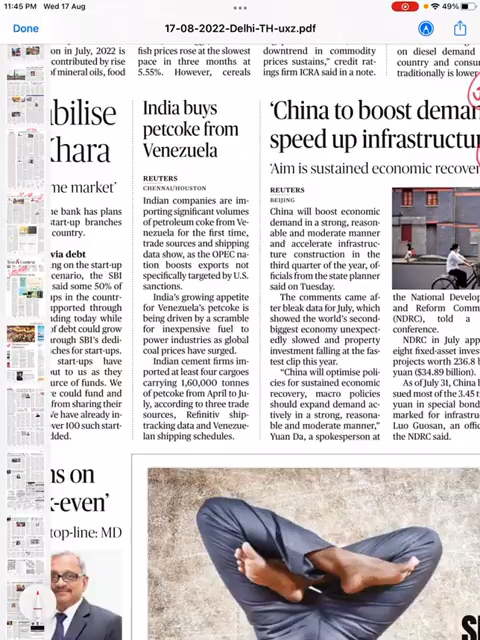 11:45 PM Wed 17 Aug
49%
Done
17-08-2022-Delhi-TH-uxz.pdf
on in July, 2022 is
contributed by rise
of mineral oils, food
fish prices rose at the slowest
pace in three months at
5.55%. However, cereals
downtrend in commodity
prices sustains,” credit rat-
ings firm ICRA said in a note.
on diesel demand
country and consu
traditionally is lower
bilise
khara
me market’
he bank has plans
start-up branches
country.
via debt
ng on the start-up
cenario, the SBI
said some 50% of
ups in the count-
upported through
nding today while
of debt could grow
rough SBI’s dedi-
ches for start-ups.
start-ups have
out to us as they
urce of funds. We
e could fund and
from sharing their
We have already in-
ver 100 such start-
dded.
India buys
petcoke from
Venezuela
REUTERS
CHENNAI/HOUSTON
Indian companies are im-
porting significant volumes
of petroleum coke from Ve-
nezuela for the first time,
trade sources and shipping
data show, as the OPEC na-
tion boosts exports not
specifically targeted by U.S.
sanctions.
India’s growing appetite
for Venezuela’s petcoke is
being driven by a scramble
for inexpensive fuel to
power industries as global
coal prices have surged.
Indian cement firms im-
ported at least four cargoes
carrying 1,60,000 tonnes
of petcoke from April to Ju-
ly, according to three trade
sources, Refinitiv ship-
tracking data and Venezue-
lan shipping schedules.
‘China to boost deman
speed up infrastructu
‘Aim is sustained economic recover
REUTERS
BEIJING
China will boost economic
demand in a strong, reason-
able and moderate manner
and accelerate infrastruc-
ture construction in the
third quarter of the year, of-
ficials from the state planner
said on Tuesday.
The comments came af-
ter bleak data for July, which
showed the world’s second-
biggest economy unexpect-
edly slowed and property
investment falling at the fas-
test clip this year.
“China will optimise poli-
cies for sustained economic
recovery, macro policies
should expand demand ac-
tively in a strong, reasona-
ble and moderate manner,”
Yuan Da, a spokesperson at
the National Develop
and Reform Comm
(NDRC), told a
conference.
NDRC in July app
eight fixed-asset inves
projects worth 236.8 b
yuan ($34.89 billion).
As of July 31, China h
sued most of the 3.45 t
yuan in special bond
marked for infrastru
Luo Guosan, an offic
the NDRC said.
ns on
k-even’
top-line: MD